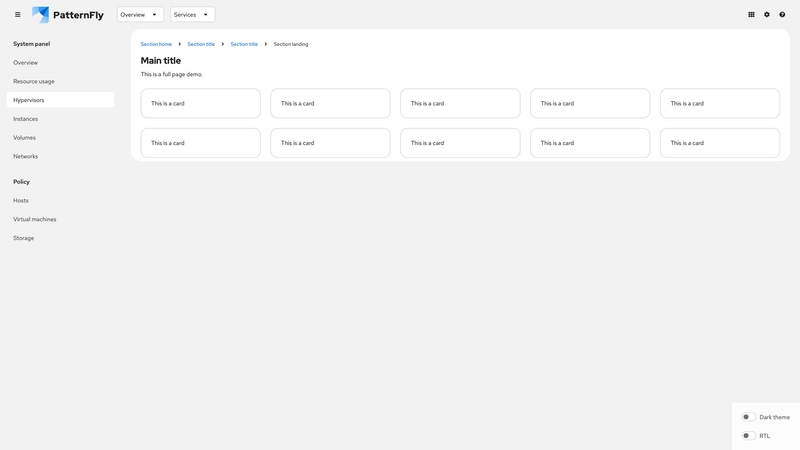 PatternFly
Overview
Services
System panel
Overview
Resource usage
Hypervisors
Instances
Volumes
Networks
Policy
Hosts
Virtual machines
Storage
Section home
Section title
Section title
Section landing
Main title
This is a full page demo.
This is a card
This is a card
This is a card
This is a card
This is a card
This is a card
This is a card
This is a card
This is a card
This is a card
Dark theme
RTL